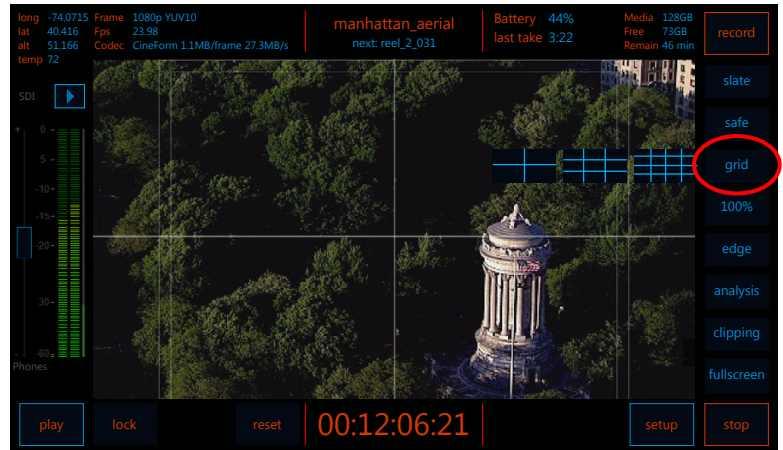 long -74.0715
lat 40.416
alt 51.166
temp 72
Frame 1080p YUV10
Fps 23.98
Codec CineForm 1.1MB/frame 27.3MB/s
manhattan_aerial
next: reel_2_031
Battery 44%
last take 3:22
Media 128GB
Free 73GB
Remain 46 min
record
SDI
slate
safe
grid
100%
edge
analysis
clipping
fullscreen
+ 0 -
5 -
-10-
-15-
-20-
30-
- -60-
Phones
play
lock
reset
00:12:06:21
setup
stop